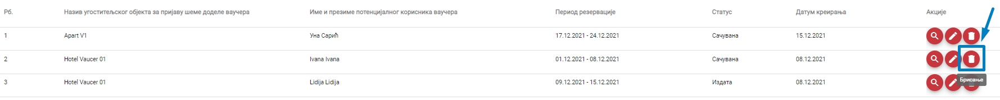 Рб. Назив угоститељског објекта за пријаву шеме доделе ваучера Име и презиме потенцијалног корисника ваучера Период резервације Статус Датум креирања Акције
1 Apart V1 Уна Сарић 17.12.2021 - 24.12.2021 Сачувана 15.12.2021
2 Hotel Vaucer 01 Ivana Ivana 01.12.2021 - 08.12.2021 Сачувана 08.12.2021
3 Hotel Vaucer 01 Lidija Lidija 09.12.2021 - 15.12.2021 Издата 08.12.2021
Брисање